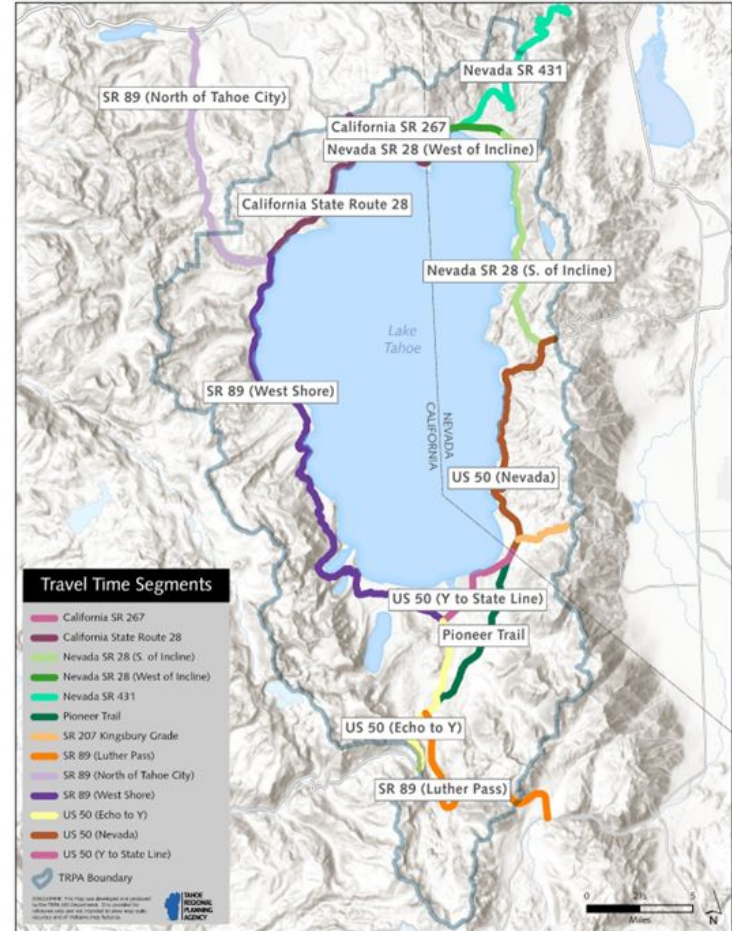 Nevada SR 431
SR 89 (North of Tahoe City)
California SR 267
Nevada SR 28 (West of Incline)
California State Route 28
Nevada SR 28 (S. of Incline)
Lake
Tahoe
SR 89 (West Shore)
NEVADA
CALIFORNIA
US 50 (Nevada)
US 50 (Y to State Line)
Pioneer Trail
US 50 (Echo to Y)
SR 89 (Luther Pass)
Travel Time Segments
California SR 267
California State Route 28
Nevada SR 28 (S. of Incline)
Nevada SR 28 (West of Incline)
Nevada SR 431
Pioneer Trail
SR 207 Kingsbury Grade
SR 89 (Luther Pass)
SR 89 (North of Tahoe City)
SR 89 (West Shore)
US 50 (Echo to Y)
US 50 (Nevada)
US 50 (Y to State Line)
TRPA Boundary
TAHOE
REGIONAL
PLANNING
AGENCY
0 2½ 5
Miles
N